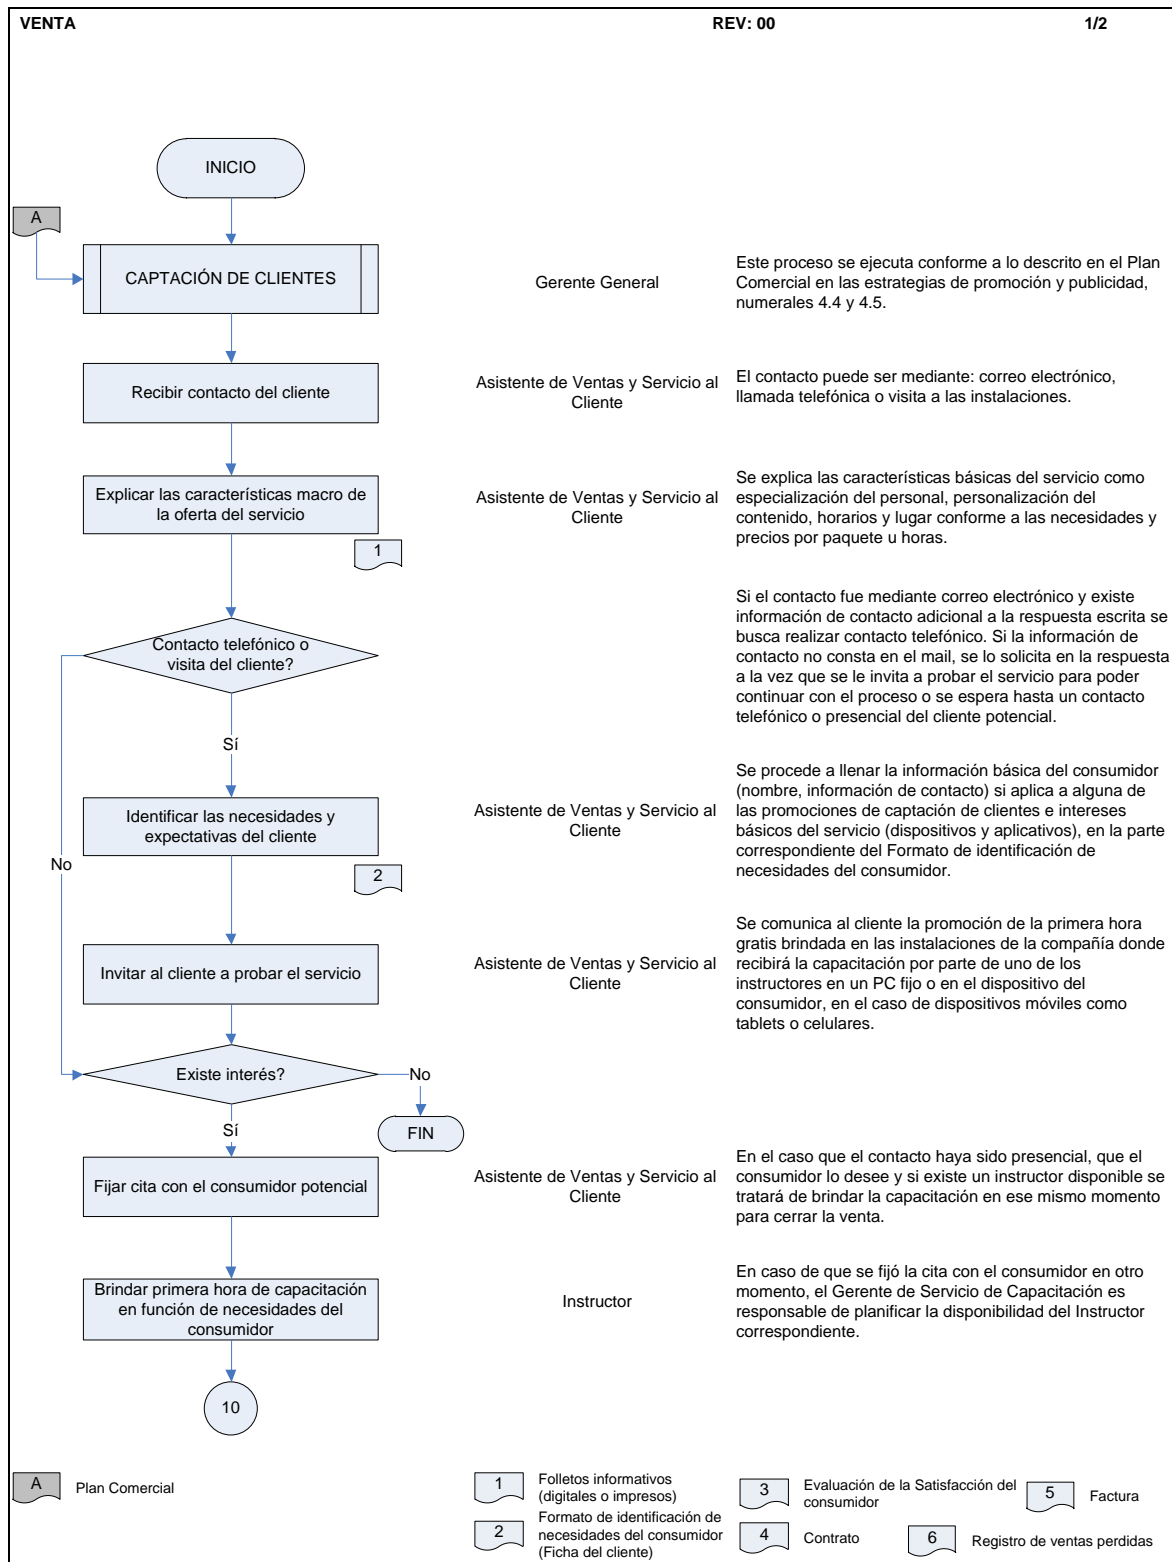 VENTA
REV: 00
1/2
INICIO
A
CAPTACIÓN DE CLIENTES
Gerente General
Este proceso se ejecuta conforme a lo descrito en el Plan
Comercial en las estrategias de promoción y publicidad,
numerales 4.4 y 4.5.
Recibir contacto del cliente
Asistente de Ventas y Servicio al
Cliente
El contacto puede ser mediante: correo electrónico,
llamada telefónica o visita a las instalaciones.
Explicar las características macro de
la oferta del servicio
1
Asistente de Ventas y Servicio al
Cliente
Se explica las características básicas del servicio como
especialización del personal, personalización del
contenido, horarios y lugar conforme a las necesidades y
precios por paquete u horas.
Contacto telefónico o
visita del cliente?
Si el contacto fue mediante correo electrónico y existe
información de contacto adicional a la respuesta escrita se
busca realizar contacto telefónico. Si la información de
contacto no consta en el mail, se lo solicita en la respuesta
a la vez que se le invita a probar el servicio para poder
continuar con el proceso o se espera hasta un contacto
telefónico o presencial del cliente potencial.
Sí
No
Identificar las necesidades y
expectativas del cliente
2
Asistente de Ventas y Servicio al
Cliente
Se procede a llenar la información básica del consumidor
(nombre, información de contacto) si aplica a alguna de
las promociones de captación de clientes e intereses
básicos del servicio (dispositivos y aplicativos), en la parte
correspondiente del Formato de identificación de
necesidades del consumidor.
Invitar al cliente a probar el servicio
Asistente de Ventas y Servicio al
Cliente
Se comunica al cliente la promoción de la primera hora
gratis brindada en las instalaciones de la compañía donde
recibirá la capacitación por parte de uno de los
instructores en un PC fijo o en el dispositivo del
consumidor, en el caso de dispositivos móviles como
tablets o celulares.
Existe interés?
No
FIN
Sí
Fijar cita con el consumidor potencial
Asistente de Ventas y Servicio al
Cliente
En el caso que el contacto haya sido presencial, que el
consumidor lo desee y si existe un instructor disponible se
tratará de brindar la capacitación en ese mismo momento
para cerrar la venta.
Brindar primera hora de capacitación
en función de necesidades del
consumidor
Instructor
En caso de que se fijó la cita con el consumidor en otro
momento, el Gerente de Servicio de Capacitación es
responsable de planificar la disponibilidad del Instructor
correspondiente.
10
A
Plan Comercial
1
Folletos informativos
(digitales o impresos)
2
Formato de identificación de
necesidades del consumidor
(Ficha del cliente)
3
Evaluación de la Satisfacción del
consumidor
4
Contrato
5
Factura
6
Registro de ventas perdidas